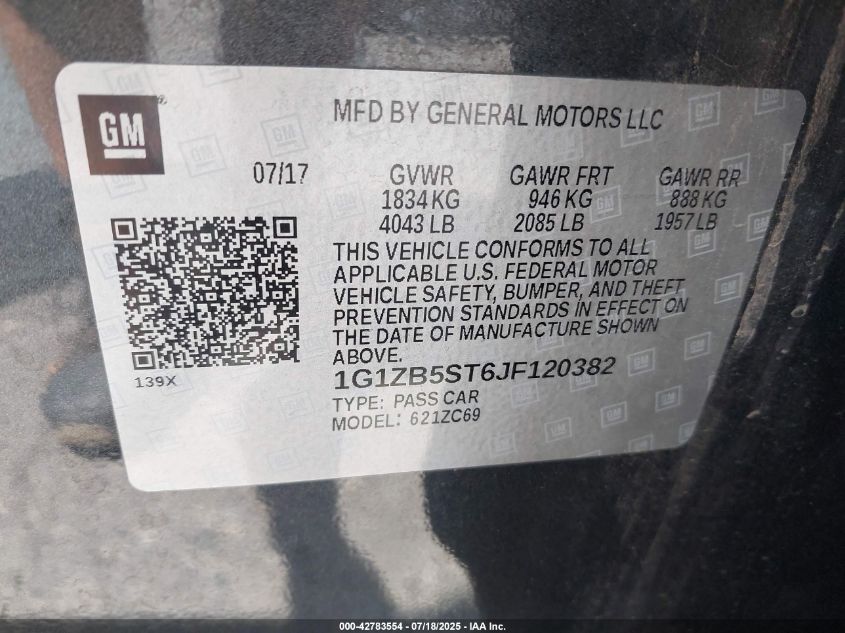 GM
MFD BY GENERAL MOTORS LLC
07/17
GVWR GAWR FRT GAWR RR
1834 KG 946 KG 888 KG
4043 LB 2085 LB 1957 LB
THIS VEHICLE CONFORMS TO ALL
APPLICABLE U.S. FEDERAL MOTOR
VEHICLE SAFETY, BUMPER, AND THEFT
PREVENTION STANDARDS IN EFFECT ON
THE DATE OF MANUFACTURE SHOWN
ABOVE.
139X
1G1ZB5ST6JF120382
TYPE: PASS CAR
MODEL: 621ZC69
000-42783554 - 07/18/2025 - IAA Inc.